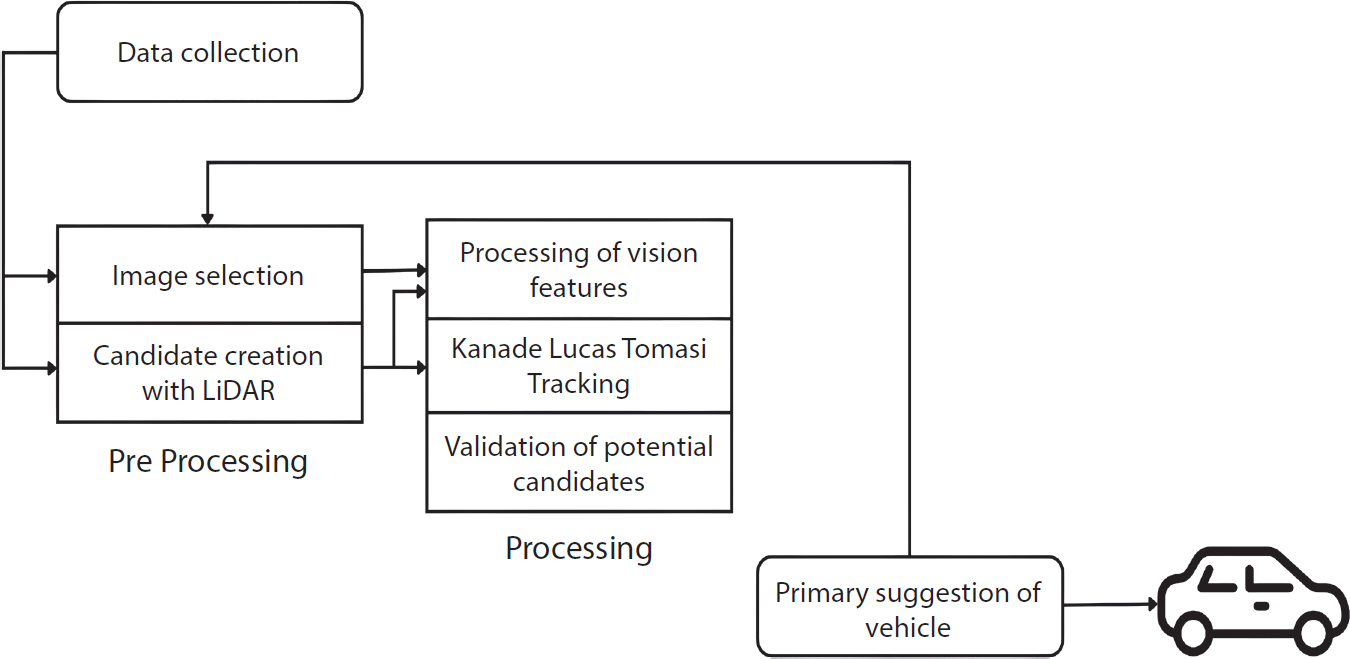 Data collection
Image selection
Candidate creation
with LiDAR
Pre Processing
Processing of vision
features
Kanade Lucas Tomasi
Tracking
Validation of potential
candidates
Processing
Primary suggestion of
vehicle